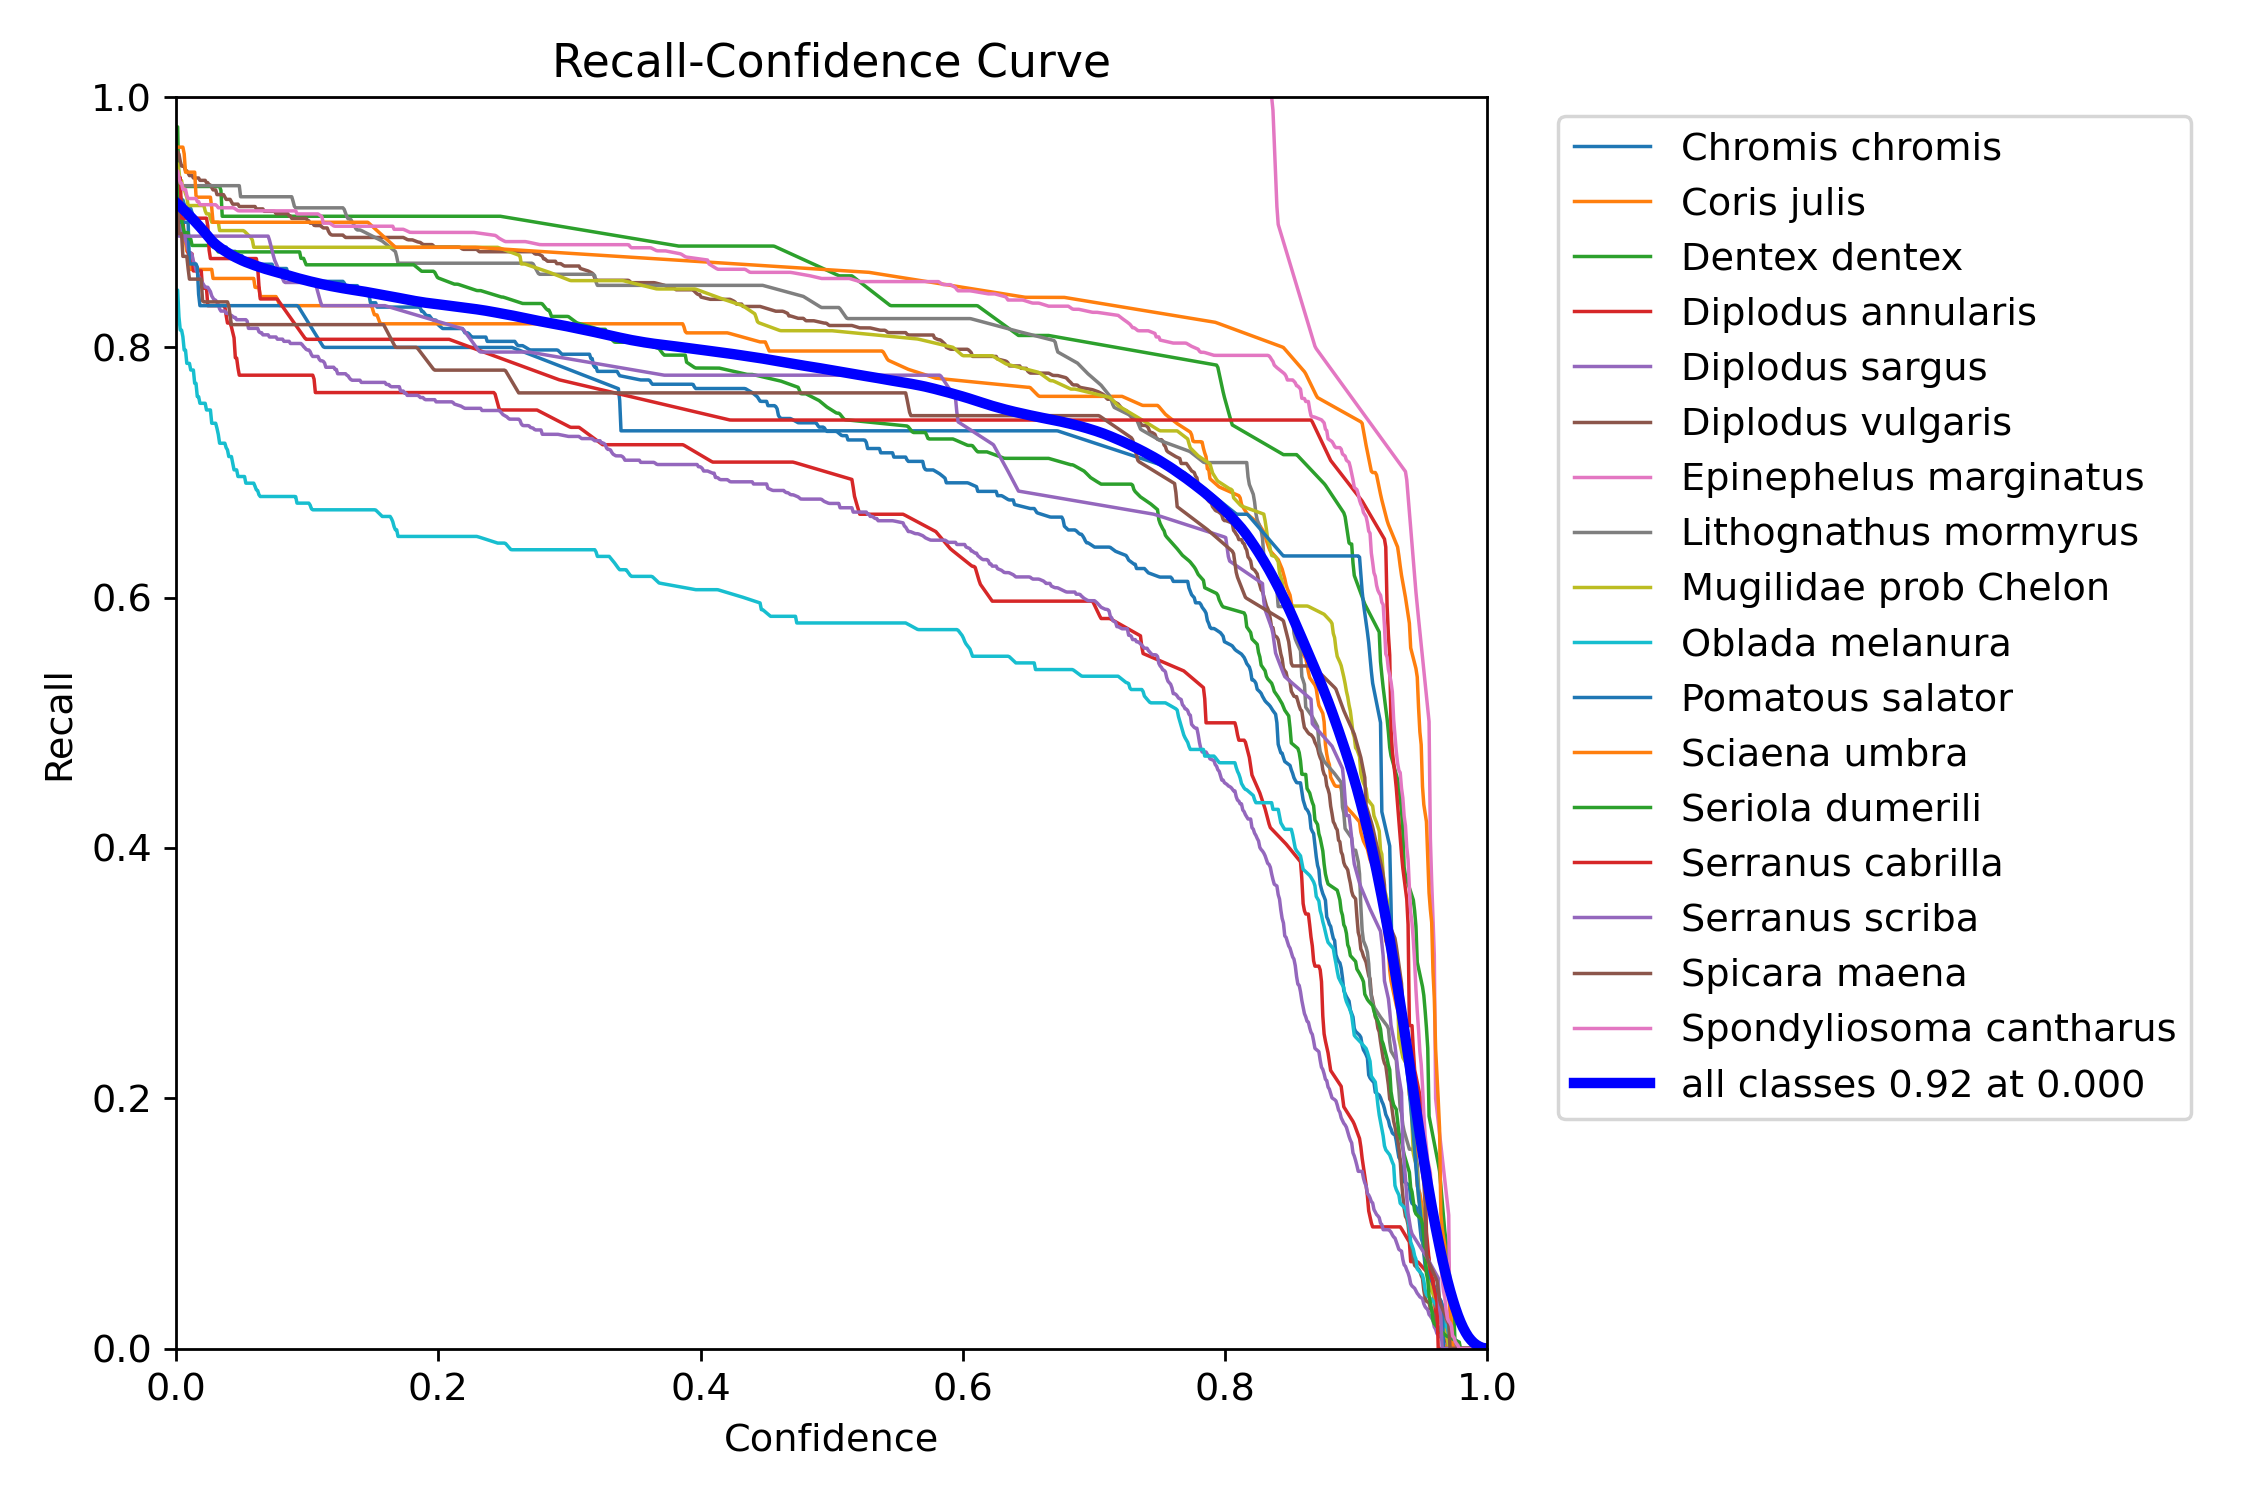 Recall-Confidence Curve
1.0
0.8
0.6
0.4
0.2
0.0
Recall
0.0 0.2 0.4 0.6 0.8 1.0
Confidence
Chromis chromis
Coris julis
Dentex dentex
Diplodus annularis
Diplodus sargus
Diplodus vulgaris
Epinephelus marginatus
Lithognathus mormyrus
Mugilidae prob Chelon
Oblada melanura
Pomatous salator
Sciaena umbra
Seriola dumerili
Serranus cabrilla
Serranus scriba
Spicara maena
Spondyliosoma cantharus
all classes 0.92 at 0.000